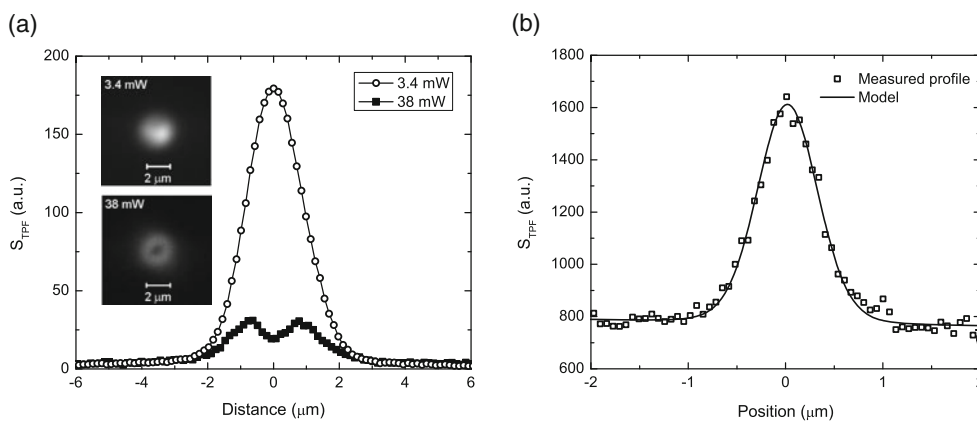 (a)
200
150
100
50
0
S_TPF (a.u.)
-6 -4 -2 0 2 4 6
Distance (μm)
3.4 mW
38 mW
3.4 mW
2 μm
38 mW
2 μm
(b)
1800
1600
1400
1200
1000
800
600
S_TPF (a.u.)
-2 -1 0 1 2
Position (μm)
Measured profile
Model